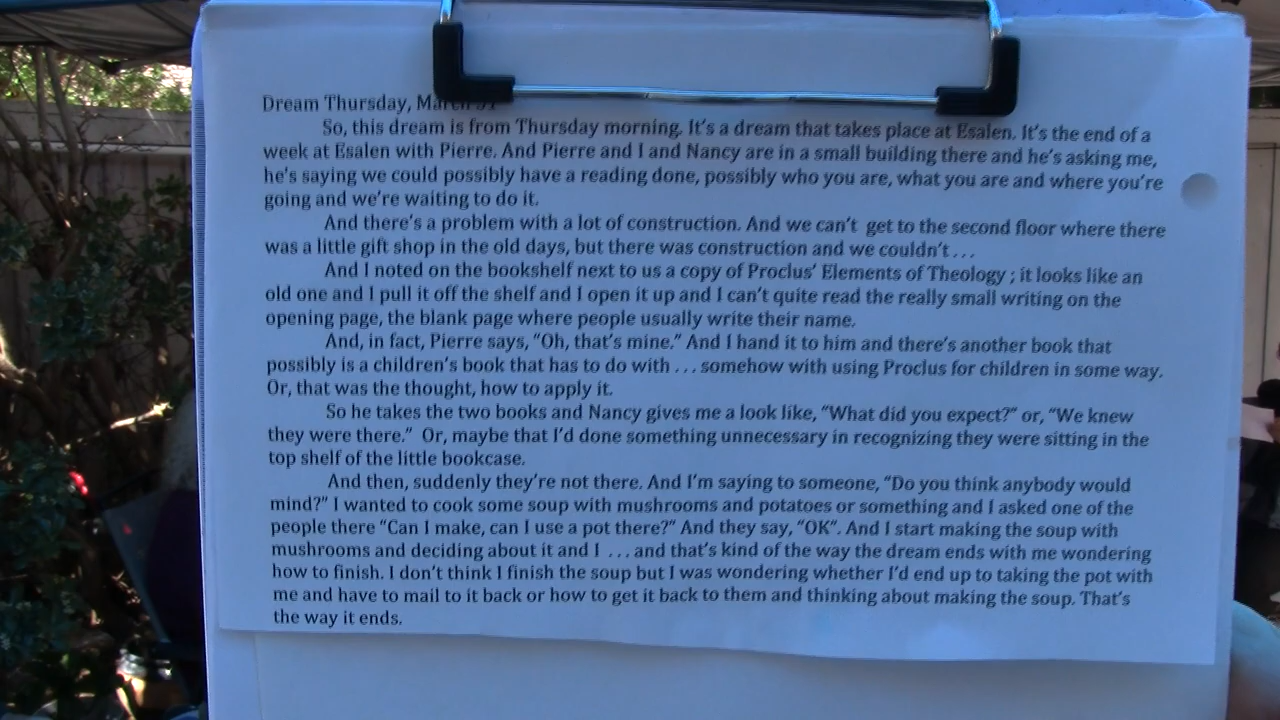 Dream Thursday, March 31
So, this dream is from Thursday morning. It's a dream that takes place at Esalen. It's the end of a
week at Esalen with Pierre. And Pierre and I and Nancy are in a small building there and he's asking me,
he's saying we could possibly have a reading done, possibly who you are, what you are and where you're
going and we're waiting to do it.
And there's a problem with a lot of construction. And we can't  get to the second floor where there
was a little gift shop in the old days, but there was construction and we couldn't . . .
And I noted on the bookshelf next to us a copy of Proclus' Elements of Theology ; it looks like an
old one and I pull it off the shelf and I open it up and I can't quite read the really small writing on the
opening page, the blank page where people usually write their name.
And, in fact, Pierre says, "Oh, that's mine." And I hand it to him and there's another book that
possibly is a children's book that has to do with . . . somehow with using Proclus for children in some way.
Or, that was the thought, how to apply it.
So he takes the two books and Nancy gives me a look like, "What did you expect?" or, "We knew
they were there."  Or, maybe that I'd done something unnecessary in recognizing they were sitting in the
top shelf of the little bookcase.
And then, suddenly they're not there. And I'm saying to someone, "Do you think anybody would
mind?" I wanted to cook some soup with mushrooms and potatoes or something and I asked one of the
people there "Can I make, can I use a pot there?" And they say, "OK". And I start making the soup with
mushrooms and deciding about it and I  . . . and that's kind of the way the dream ends with me wondering
how to finish. I don't think I finish the soup but I was wondering whether I'd end up to taking the pot with
me and have to mail to it back or how to get it back to them and thinking about making the soup. That's
the way it ends.